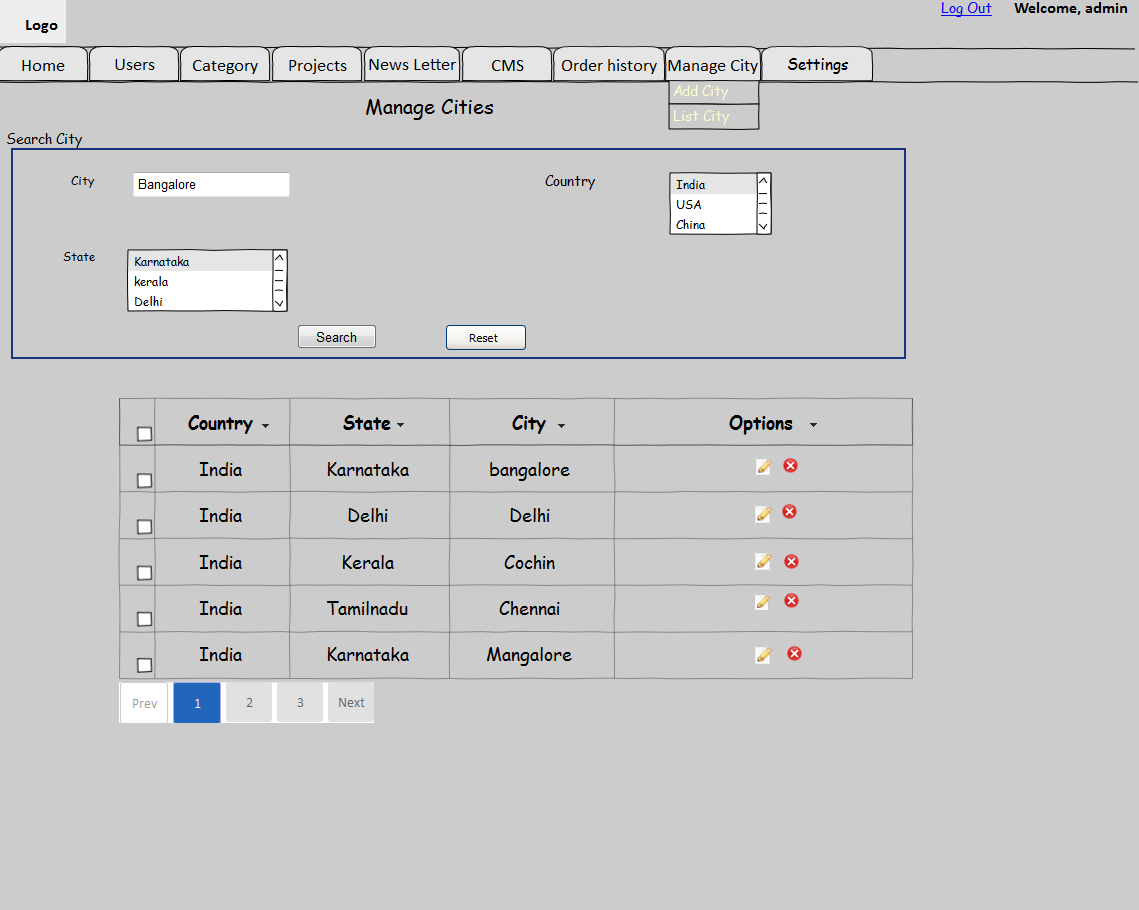 Log Out Welcome, admin
Logo
Home Users Category Projects News Letter CMS Order history Manage City Settings
Add City
List City
Manage Cities
Search City
City Bangalore Country India
USA
China
State Karnataka
kerala
Delhi
Search Reset
Country State City Options
India Karnataka bangalore
India Delhi Delhi
India Kerala Cochin
India Tamilnadu Chennai
India Karnataka Mangalore
Prev 1 2 3 Next